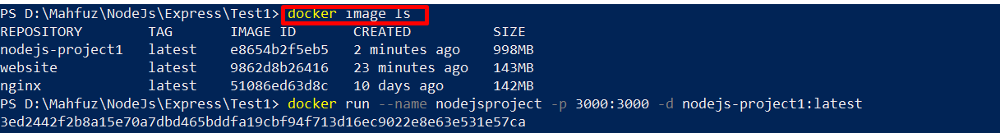 PS D:\Mahfuz\NodeJs\Express\Test1> docker image ls
REPOSITORY TAG IMAGE ID CREATED SIZE
nodejs-project1 latest e8654b2f5eb5 2 minutes ago 998MB
website latest 9862d8b26416 23 minutes ago 143MB
nginx latest 51086ed63d8c 10 days ago 142MB
PS D:\Mahfuz\NodeJs\Express\Test1> docker run --name nodejsproject -p 3000:3000 -d nodejs-project1:latest
3ed2442f2b8a15e70a7dbd465bddfa19cbf94f713d16ec9022e8e63e531e57ca